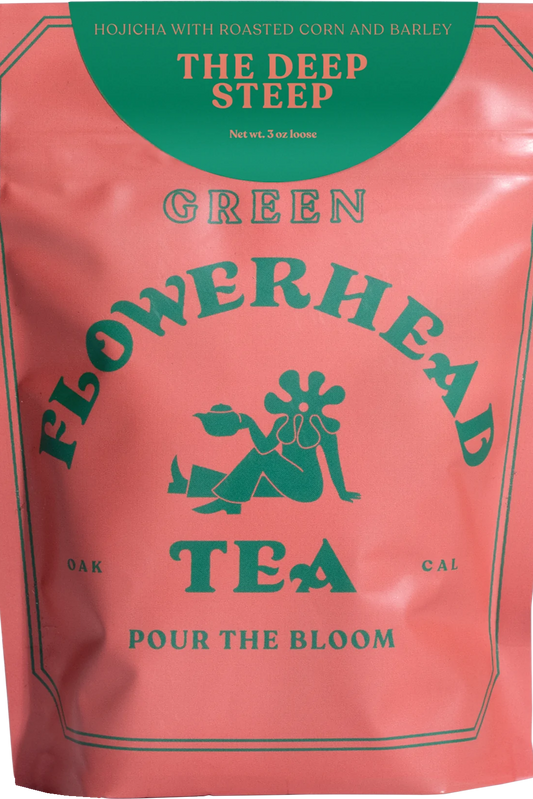 HOJICHA WITH ROASTED CORN AND BARLEY
THE DEEP
STEEP
Net wt. 3 oz loose
GREEN
FLOWERHEAD
TEA
OAK CAL
POUR THE BLOOM